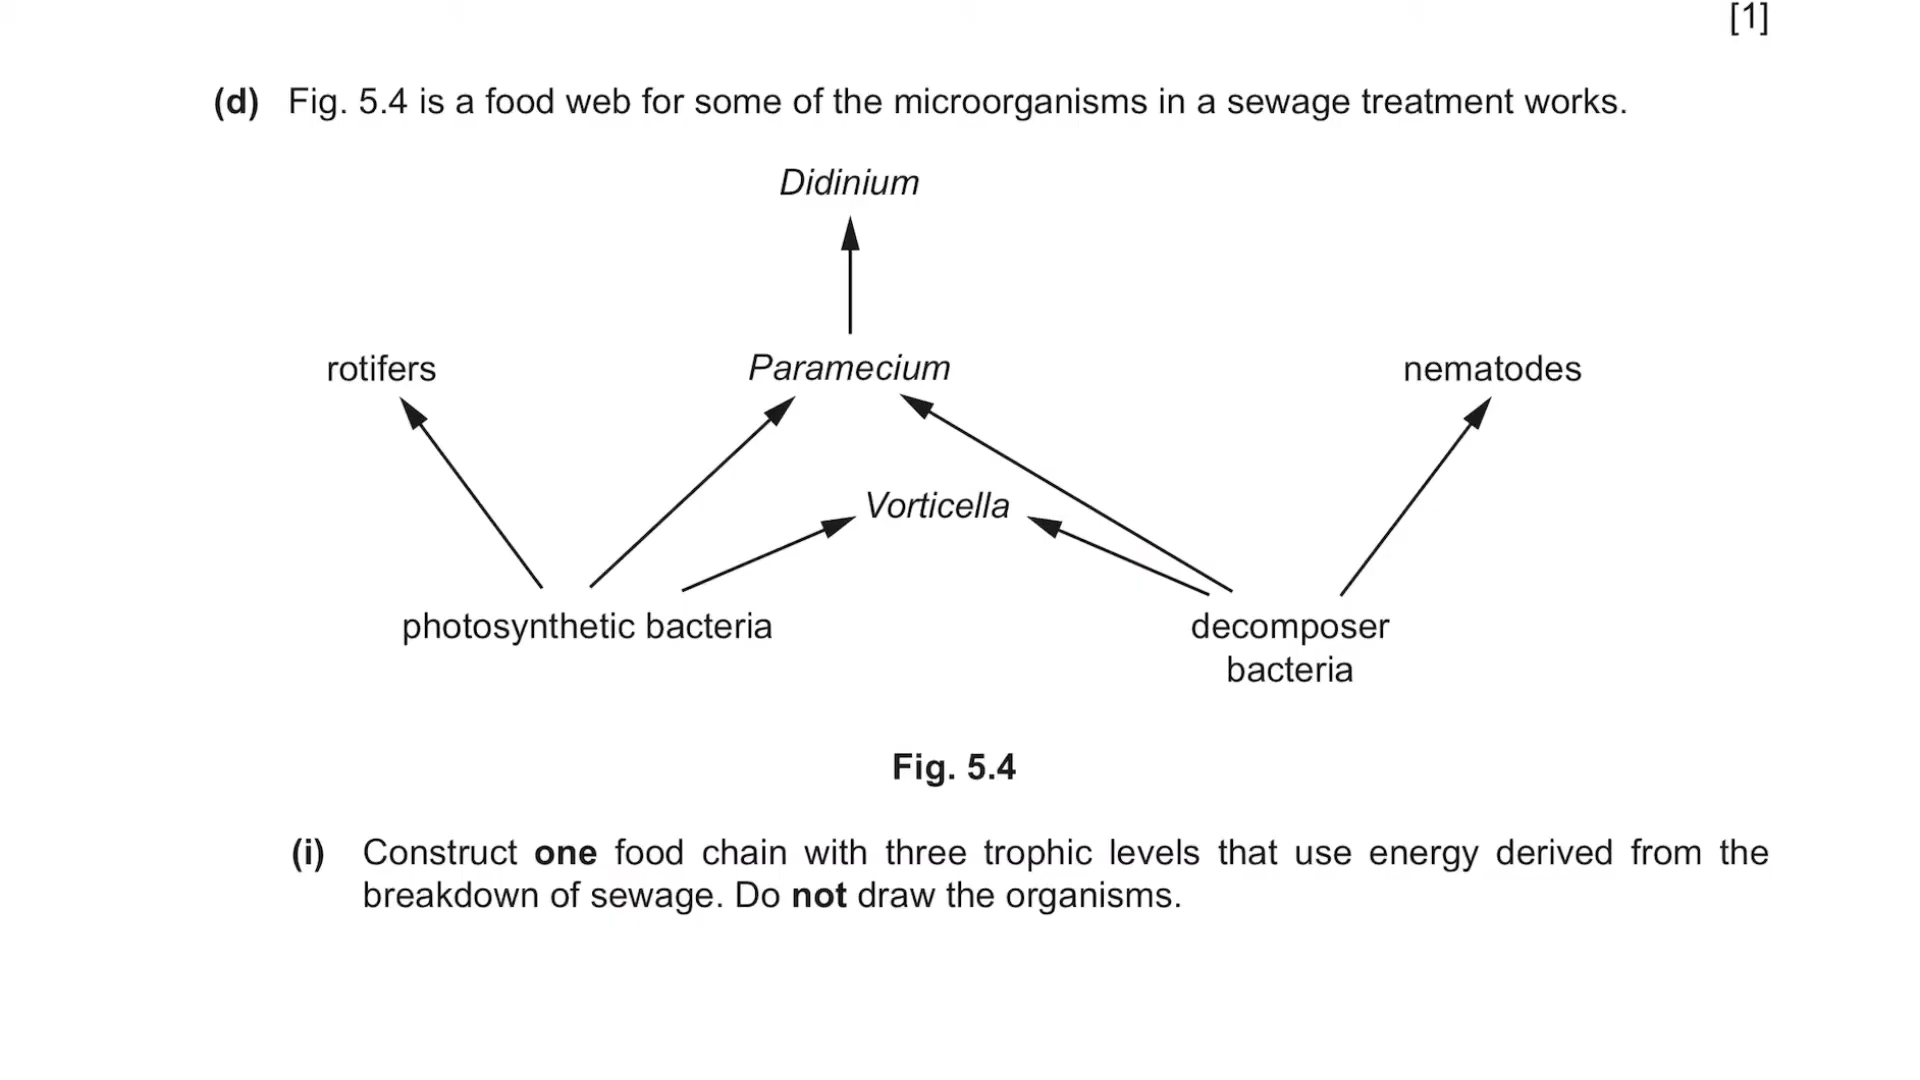 [1]
(d) Fig. 5.4 is a food web for some of the microorganisms in a sewage treatment works.
Didinium
rotifers
Paramecium
nematodes
Vorticella
photosynthetic bacteria
decomposer
bacteria
Fig. 5.4
(i) Construct one food chain with three trophic levels that use energy derived from the
breakdown of sewage. Do not draw the organisms.